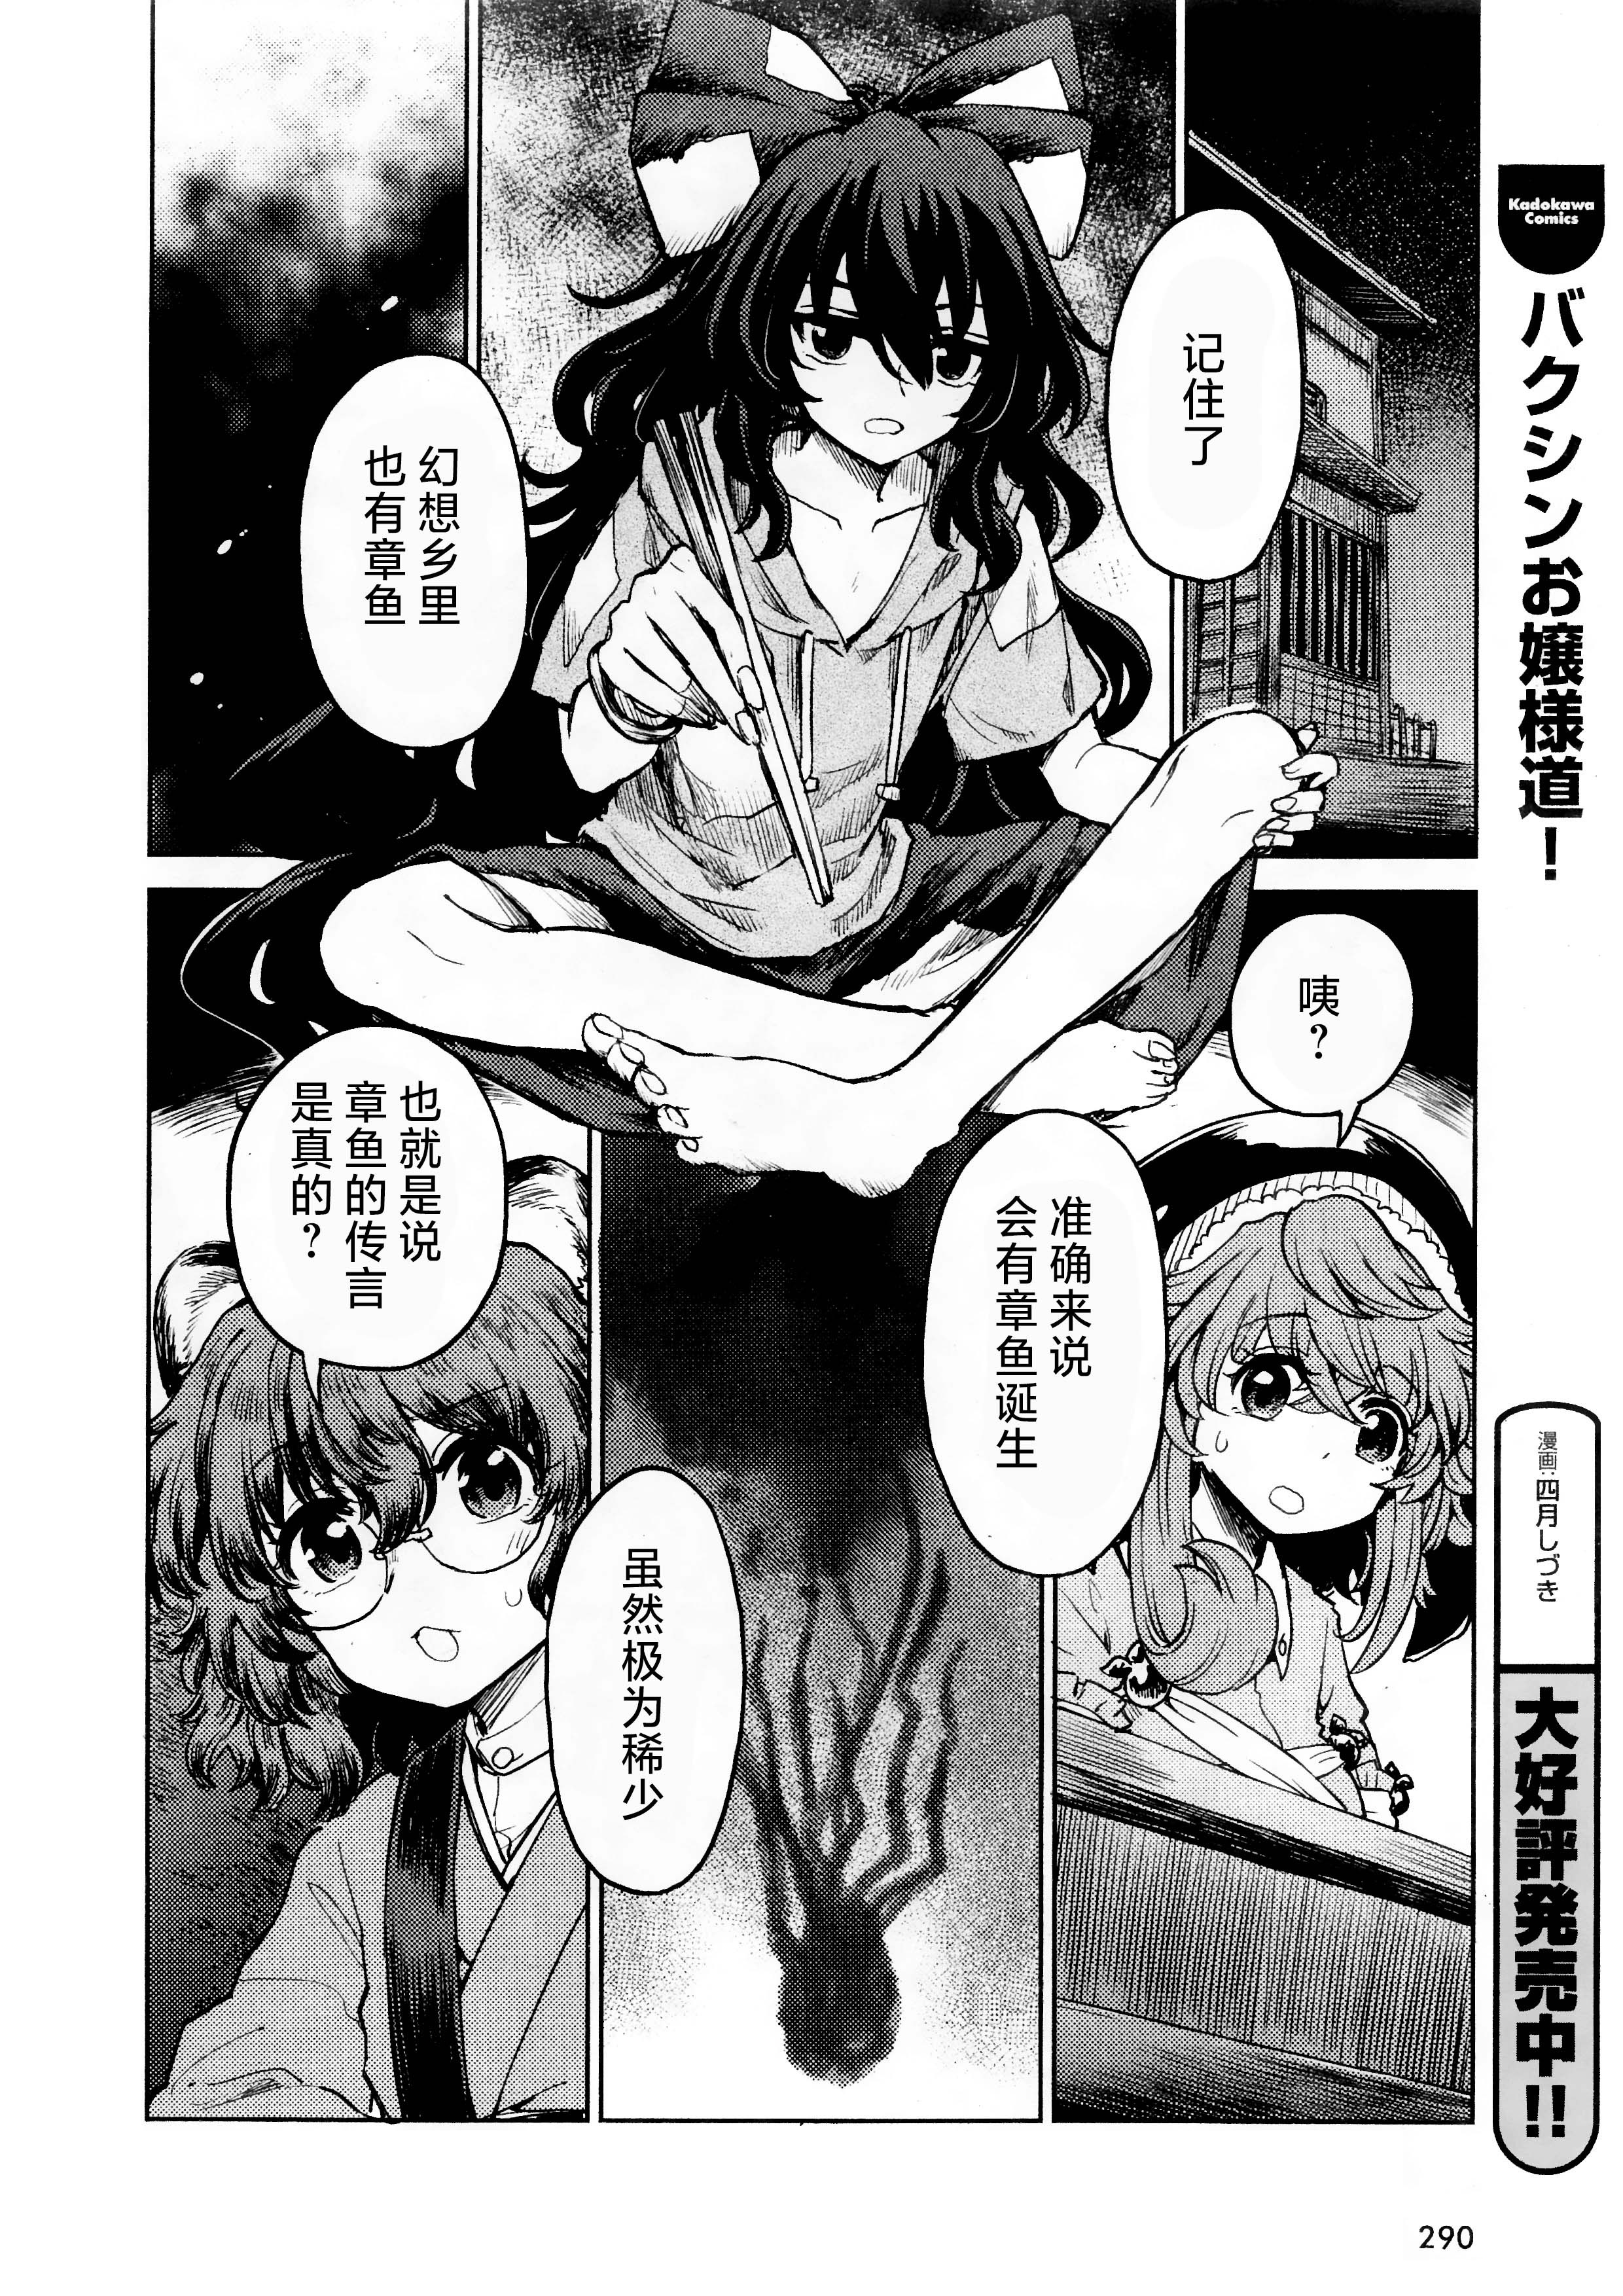 记住了
幻想乡里
也有章鱼
咦？
准确来说
会有章鱼诞生
虽然极为稀少
也就是说
章鱼的传言
是真的？
Kadokawa
Comics
バクシンお嬢様道！
漫画:四月しづき
大好評発売中!!
290